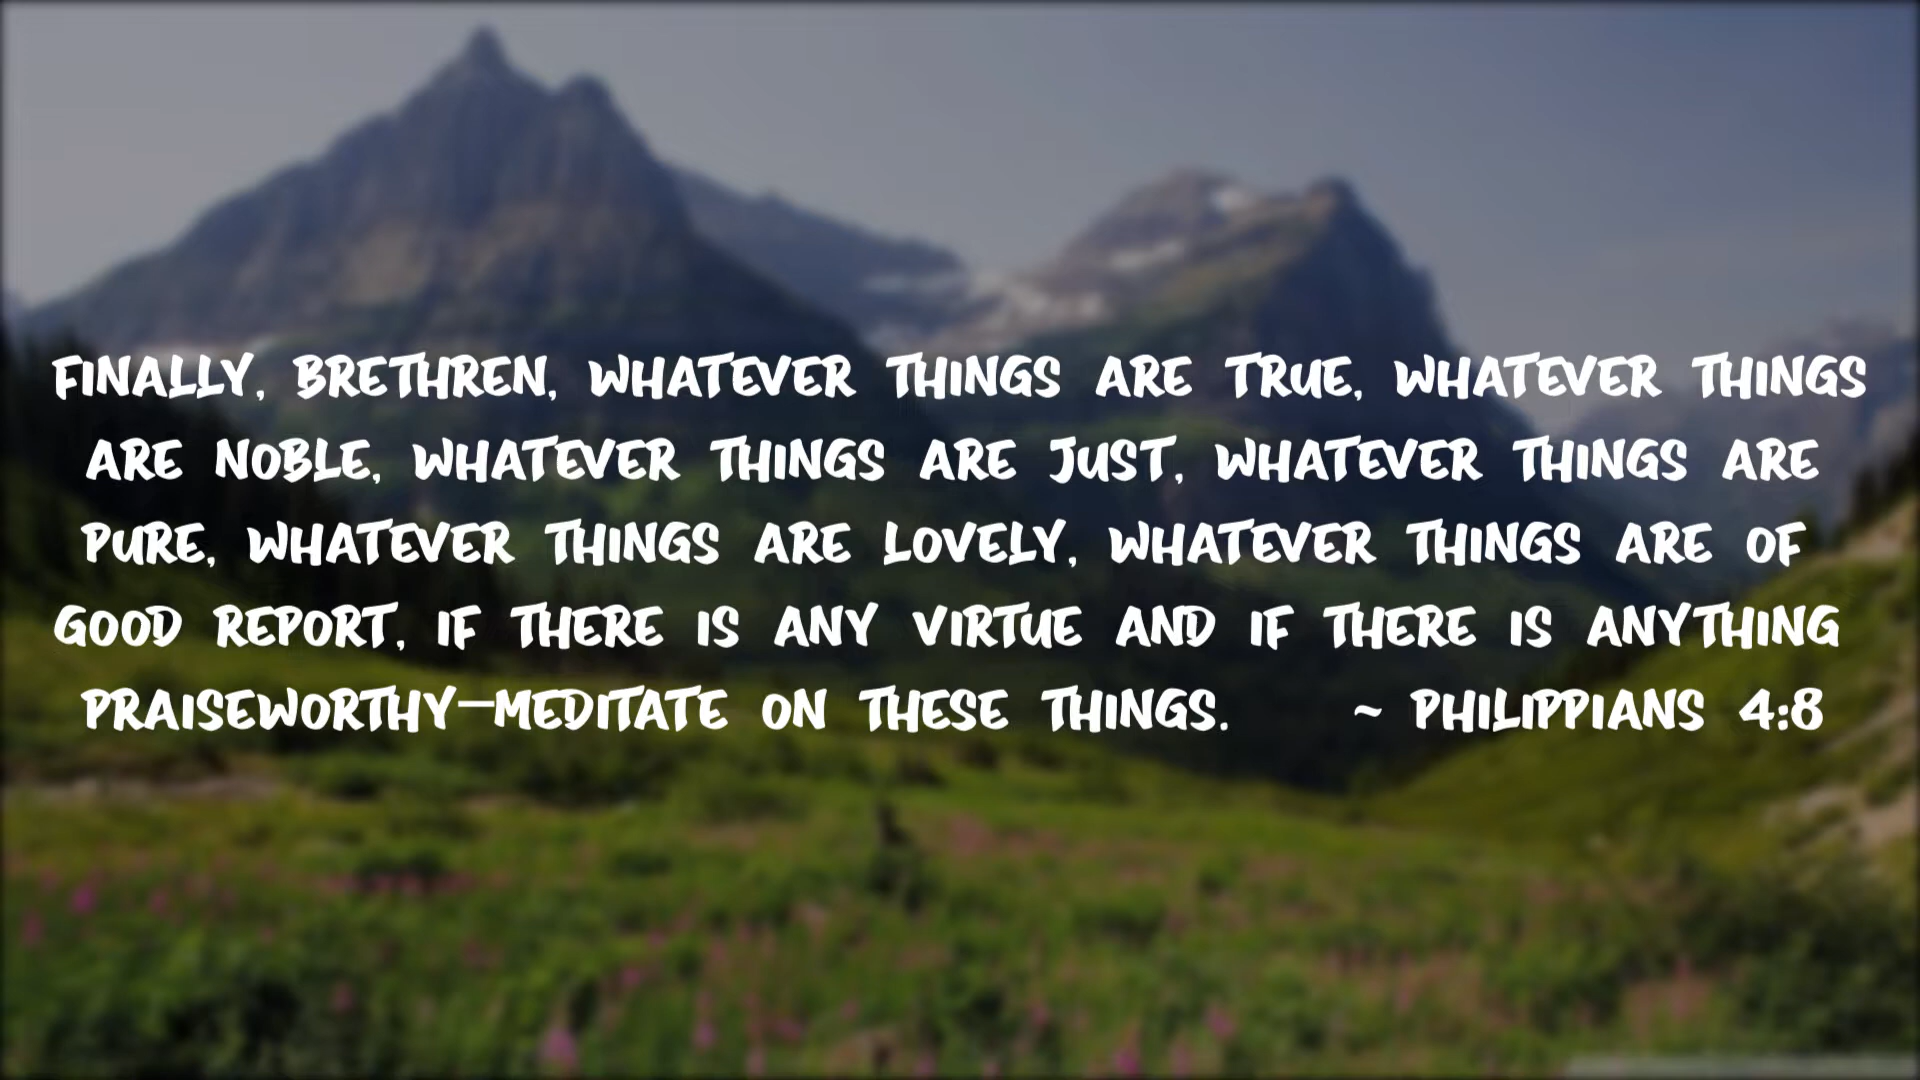 FINALLY, BRETHREN, WHATEVER THINGS ARE TRUE, WHATEVER THINGS
ARE NOBLE, WHATEVER THINGS ARE JUST, WHATEVER THINGS ARE
PURE, WHATEVER THINGS ARE LOVELY, WHATEVER THINGS ARE OF
GOOD REPORT, IF THERE IS ANY VIRTUE AND IF THERE IS ANYTHING
PRAISEWORTHY—MEDITATE ON THESE THINGS. ~ PHILIPPIANS 4:8